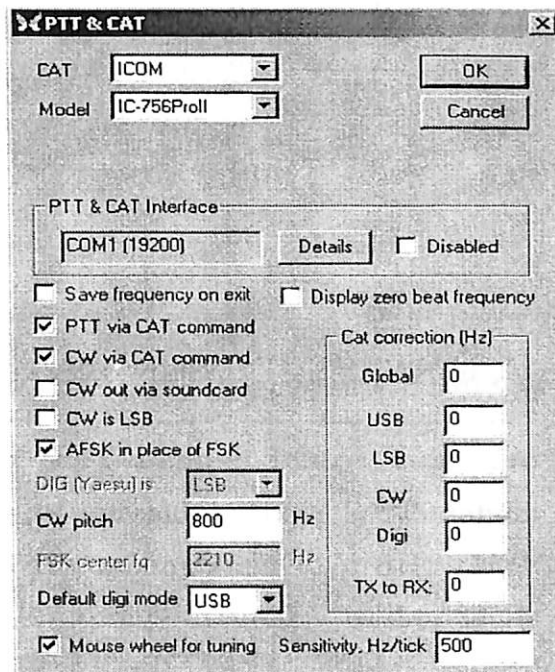 PTT & CAT
CAT ICOM OK
Model IC-756ProII Cancel
PTT & CAT Interface
COM1 (19200) Details Disabled
Save frequency on exit Display zero beat frequency
PTT via CAT command
CW via CAT command
CW out via soundcard
CW is LSB
AFSK in place of FSK
DIG (Yaesu) is LSB
CW pitch 800 Hz
FSK center fq 2210 Hz
Default digi mode USB
Cat correction (Hz)
Global 0
USB 0
LSB 0
CW 0
Digi 0
TX to RX: 0
Mouse wheel for tuning Sensitivity, Hz/tick 500